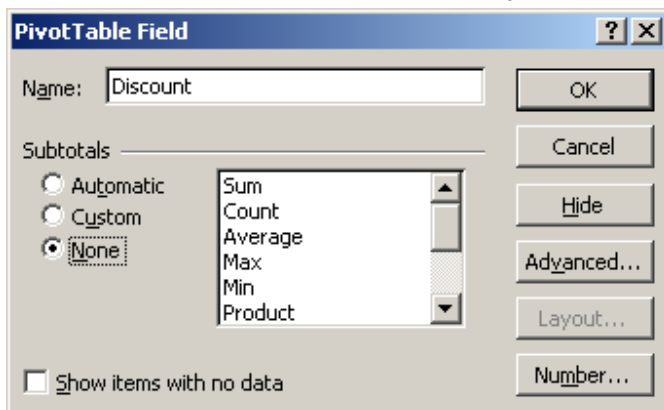 PivotTable Field
Name: Discount
OK
Subtotals
Cancel
Automatic
Custom
None
Sum
Count
Average
Max
Min
Product
Hide
Advanced...
Layout...
Show items with no data
Number...